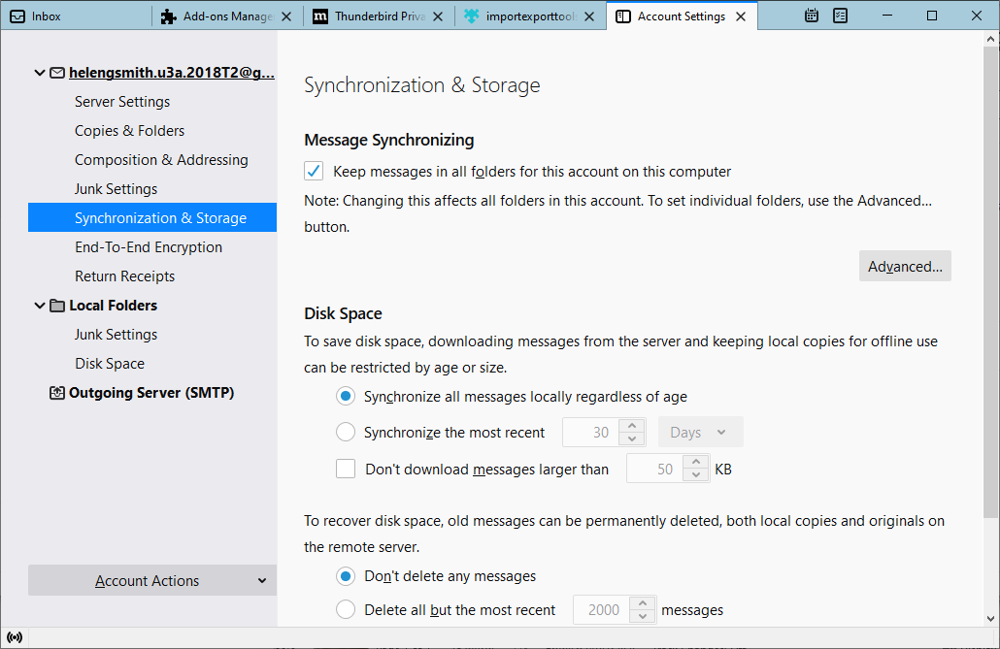 Inbox
Add-ons Manage
Thunderbird Priva
importexporttools
Account Settings
helengsmith.u3a.2018T2@g...
Server Settings
Copies & Folders
Composition & Addressing
Junk Settings
Synchronization & Storage
End-To-End Encryption
Return Receipts
Local Folders
Junk Settings
Disk Space
Outgoing Server (SMTP)
Account Actions
Synchronization & Storage
Message Synchronizing
Keep messages in all folders for this account on this computer
Note: Changing this affects all folders in this account. To set individual folders, use the Advanced...
button.
Advanced...
Disk Space
To save disk space, downloading messages from the server and keeping local copies for offline use
can be restricted by age or size.
Synchronize all messages locally regardless of age
Synchronize the most recent 30 Days
Don't download messages larger than 50 KB
To recover disk space, old messages can be permanently deleted, both local copies and originals on
the remote server.
Don't delete any messages
Delete all but the most recent 2000 messages